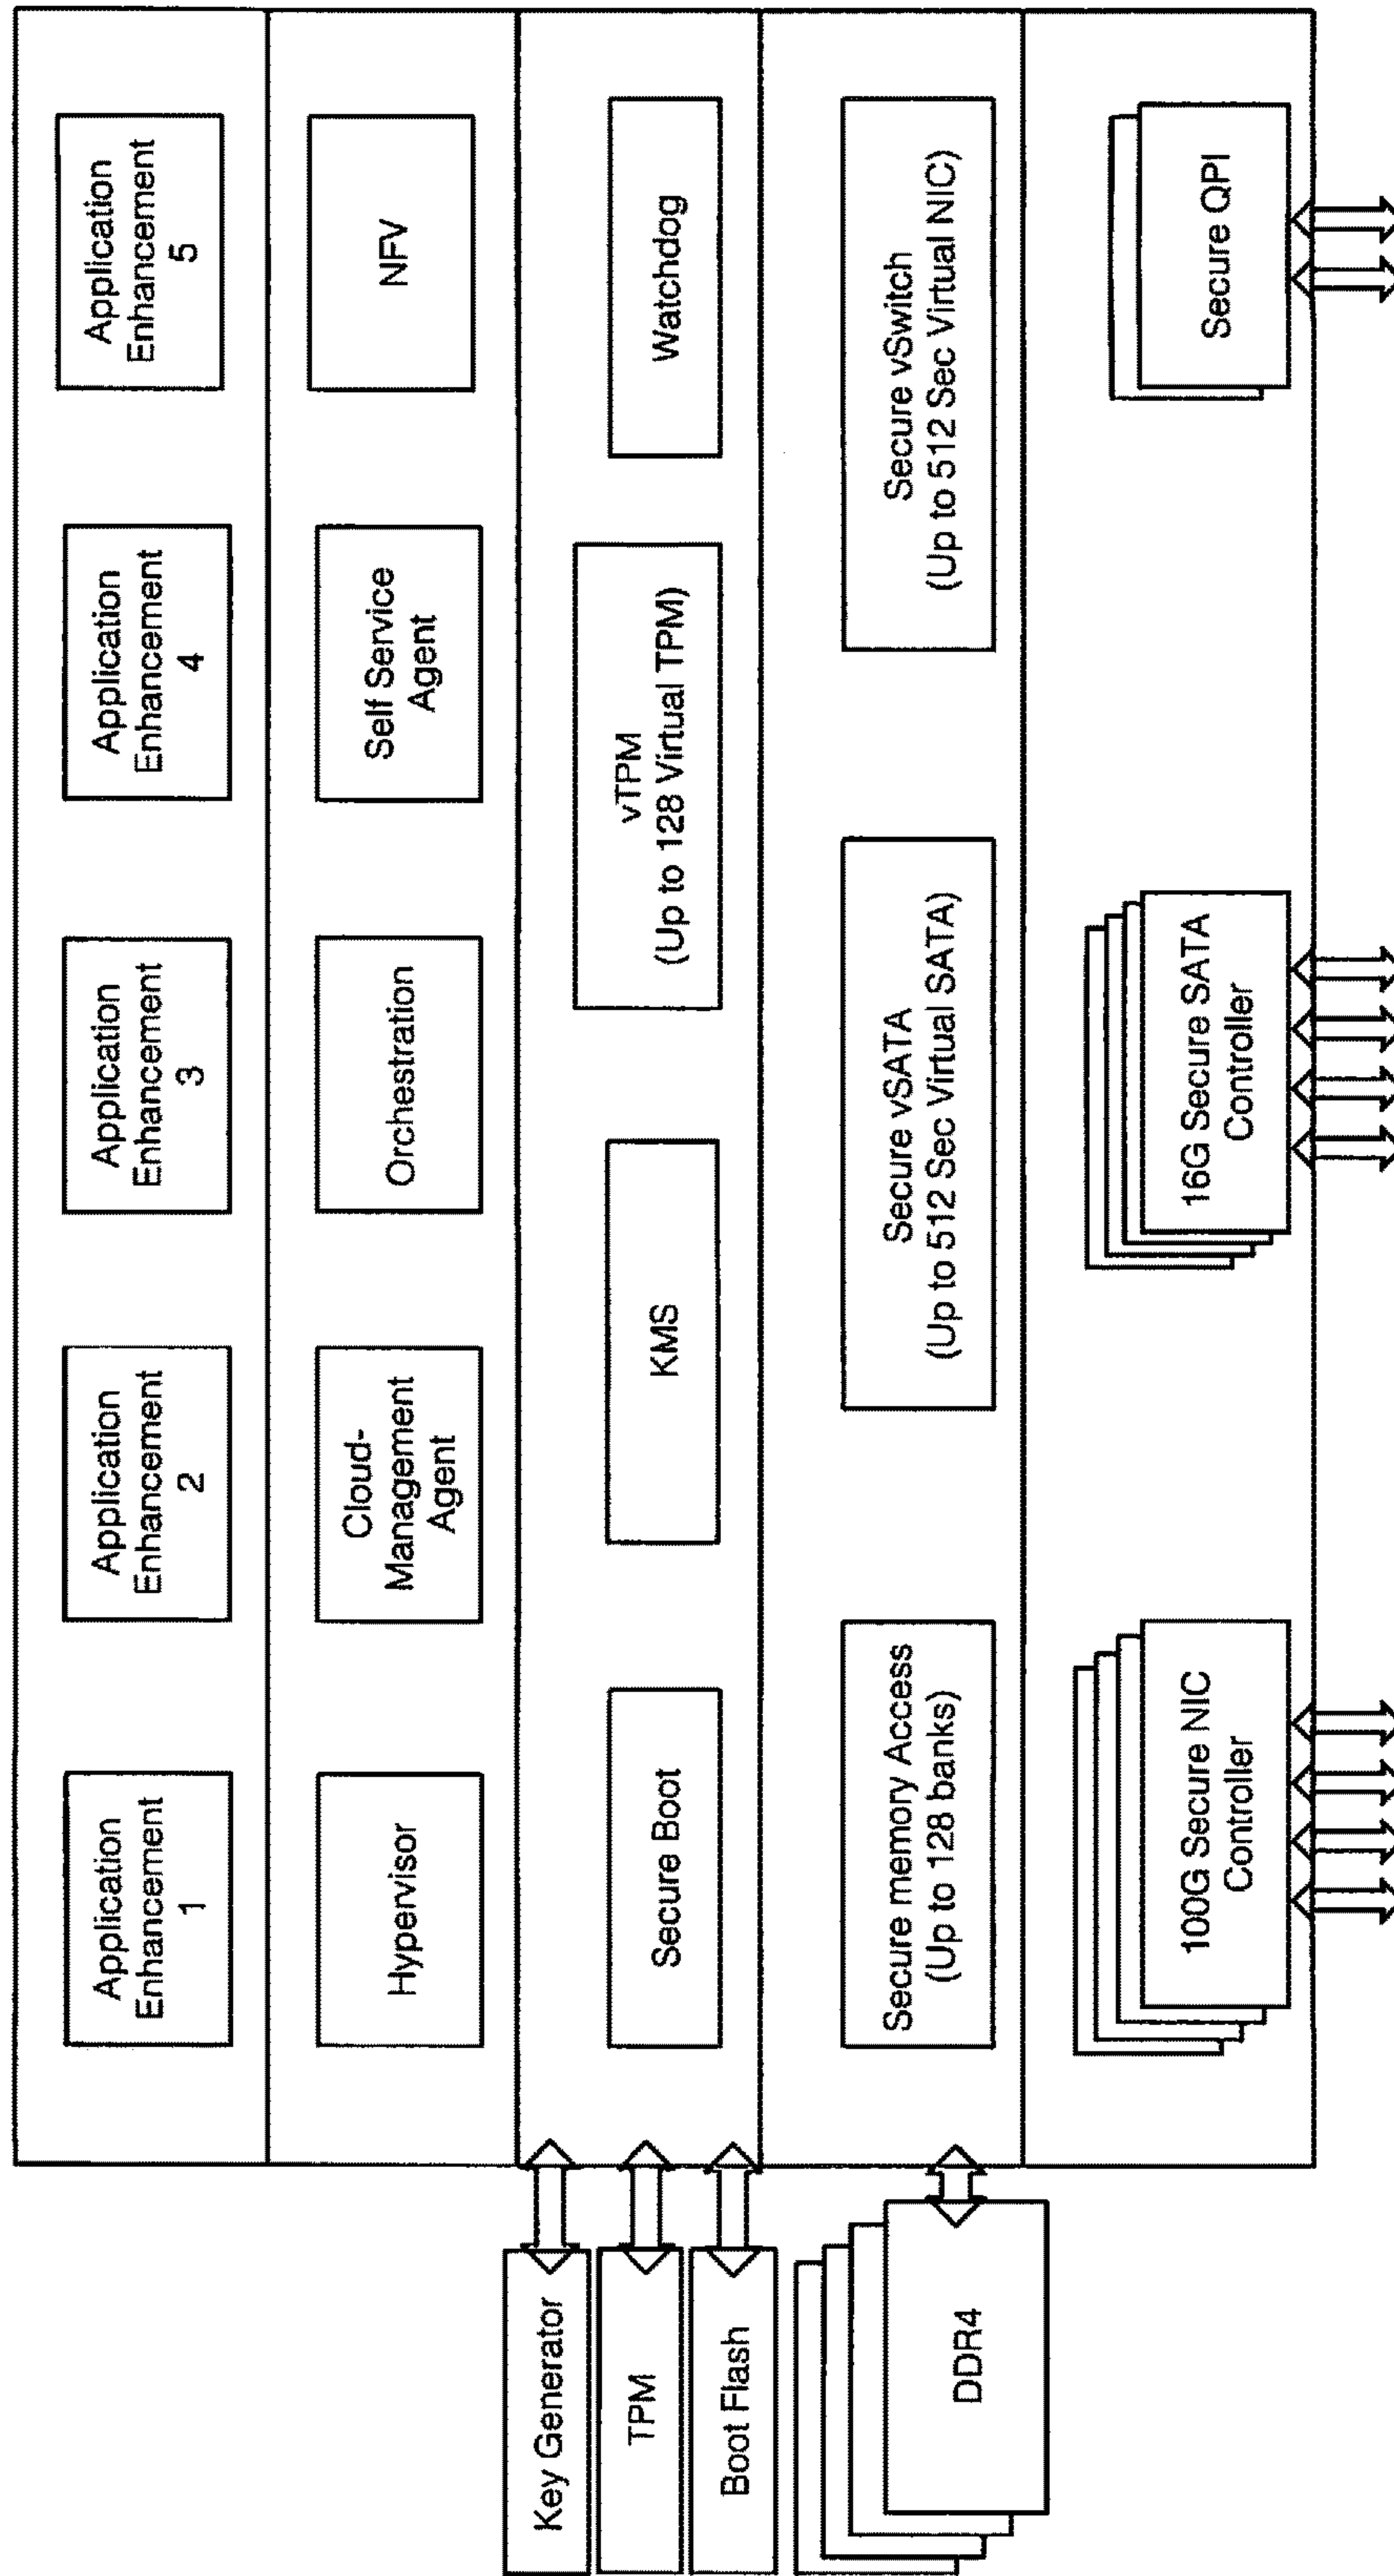 Application
Enhancement
1
Application
Enhancement
2
Application
Enhancement
3
Application
Enhancement
4
Application
Enhancement
5
Hypervisor
Cloud-
Management
Agent
Orchestration
Self Service
Agent
NFV
Key Generator
TPM
Boot Flash
Secure Boot
KMS
vTPM
(Up to 128 Virtual TPM)
Watchdog
DDR4
Secure memory Access
(Up to 128 banks)
Secure vSATA
(Up to 512 Sec Virtual SATA)
Secure vSwitch
(Up to 512 Sec Virtual NIC)
100G Secure NIC
Controller
16G Secure SATA
Controller
Secure QPI